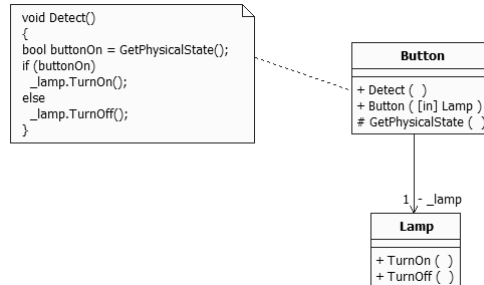 void Detect()
{
bool buttonOn = GetPhysicalState();
if (buttonOn)
_lamp.TurnOn();
else
_lamp.TurnOff();
}
Button
+ Detect ( )
+ Button ( [in] Lamp )
# GetPhysicalState ( )
1 - _lamp
Lamp
+ TurnOn ( )
+ TurnOff ( )